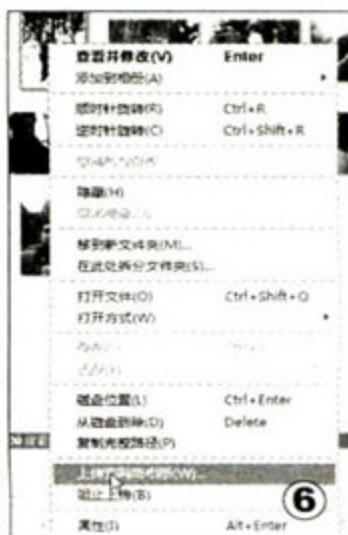 查看并修改(V) Enter
添加到相册(A)
顺时针旋转(R) Ctrl+R
逆时针旋转(C) Ctrl+Shift+R
隐藏(H)
移到新文件夹(M)...
在此处拆分文件夹(S)...
打开文件(O) Ctrl+Shift+O
打开方式(W)
磁盘位置(L) Ctrl+Enter
从磁盘删除(D) Delete
复制完整路径(P)
阻止上传(B)
属性(I) Alt+Enter
6